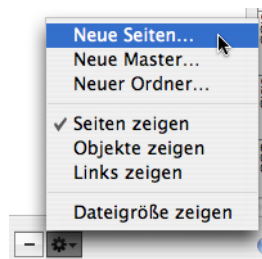 Neue Seiten...
Neue Master...
Neuer Ordner...
✓ Seiten zeigen
Objekte zeigen
Links zeigen
Dateigröße zeigen